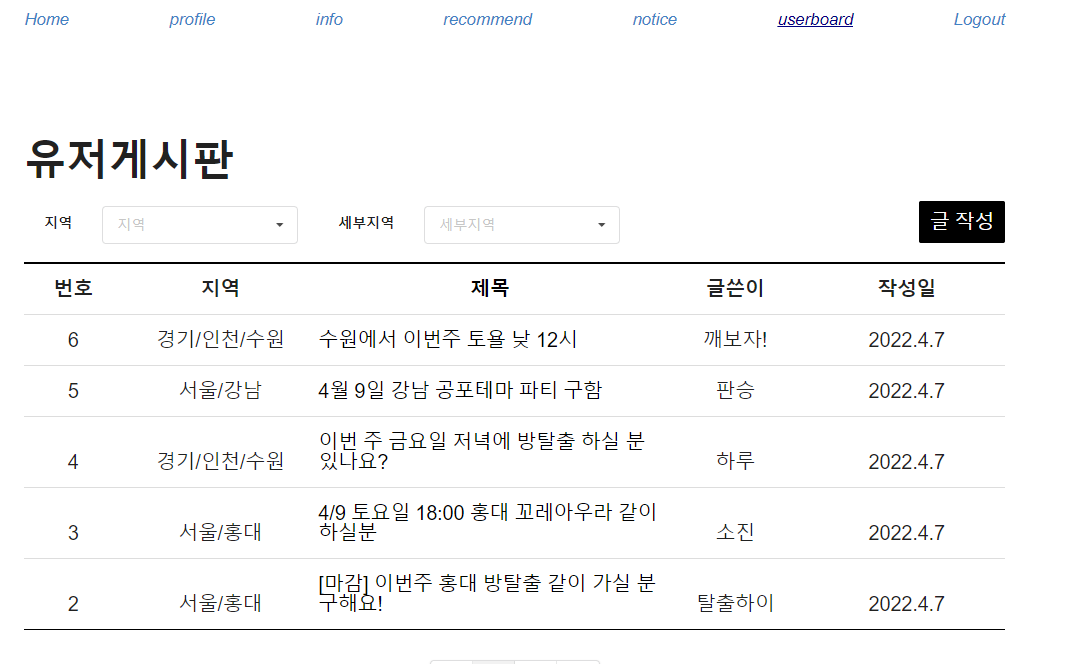 Home profile info recommend notice userboard Logout
유저게시판
지역 지역 세부지역 세부지역 글 작성
번호 지역 제목 글쓴이 작성일
6 경기/인천/수원 수원에서 이번주 토욜 낮 12시 깨보자! 2022.4.7
5 서울/강남 4월 9일 강남 공포테마 파티 구함 판승 2022.4.7
이번 주 금요일 저녁에 방탈출 하실 분
4 경기/인천/수원 있나요? 하루 2022.4.7
4/9 토요일 18:00 홍대 꼬레아우라 같이
3 서울/홍대 하실분 소진 2022.4.7
[마감] 이번주 홍대 방탈출 같이 가실 분
2 서울/홍대 구해요! 탈출하이 2022.4.7